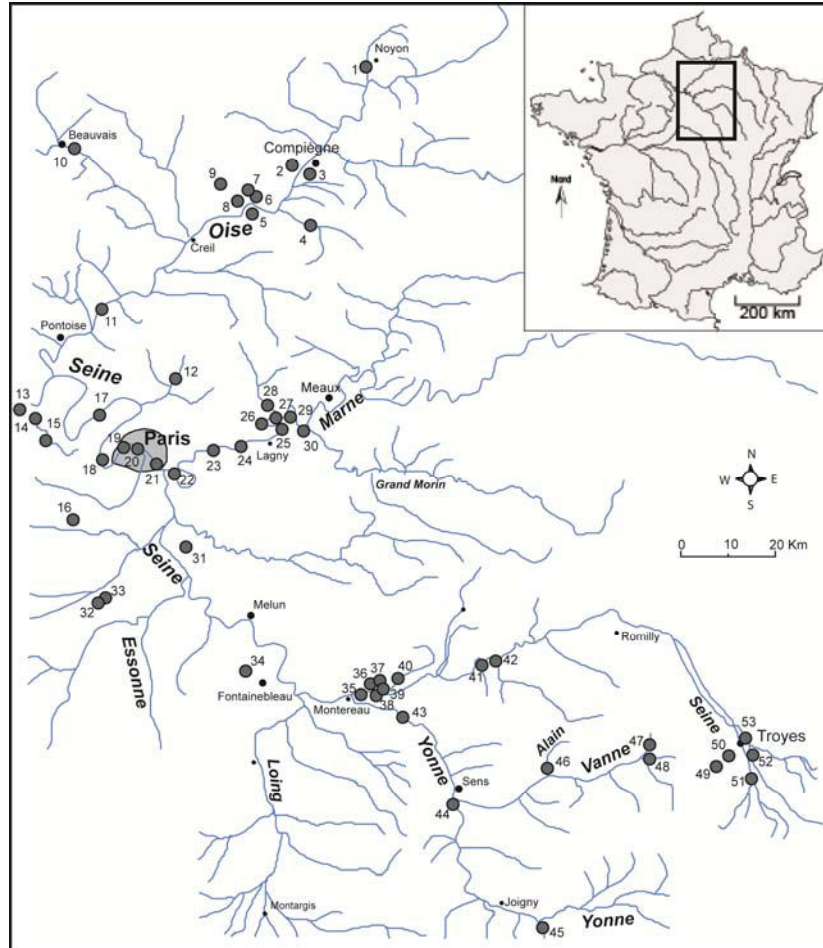 Noyon
1
Beauvais
10
Compiègne
2
3
9
7
8
6
5
4
Oise
Creil
Nord
200 km
11
Pontoise
Seine
12
13
14
15
17
28
27
29
26
25
30
Meaux
Marne
Paris
19
20
18
21
22
23
24
Lagny
Grand Morin
N
W
E
S
0 10 20 Km
16
Seine
31
33
32
Essonne
Melun
34
Fontainebleau
36
37
40
35
39
38
Montereau
43
41
42
Romilly
Seine
53
Troyes
50
52
49
51
47
48
Alain
Vanne
46
Yonne
Sens
44
Loing
Montargis
Joigny
Yonne
45